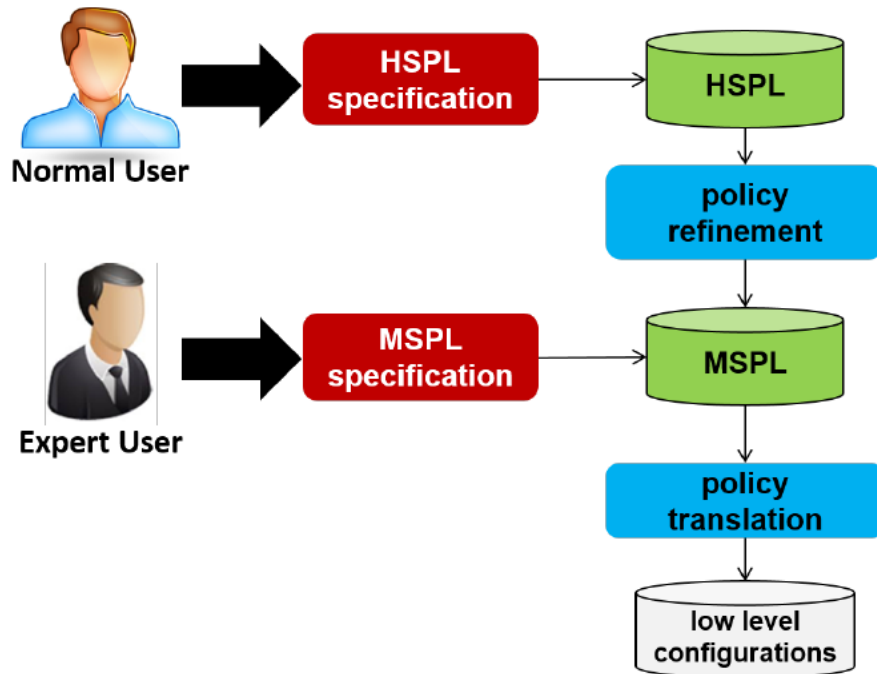 HSPL
specification
HSPL
Normal User
policy
refinement
MSPL
specification
MSPL
Expert User
policy
translation
low level
configurations